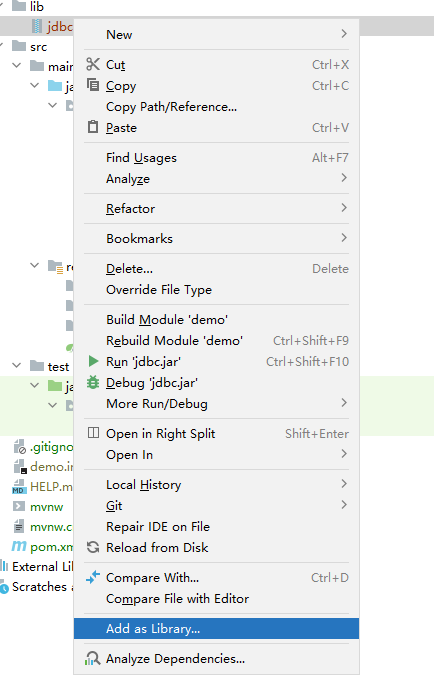 lib
jdbc
New
src
Cut Ctrl+X
main
Copy Ctrl+C
Copy Path/Reference...
Paste Ctrl+V
Find Usages Alt+F7
Analyze
Refactor
Bookmarks
Delete... Delete
Override File Type
Build Module 'demo'
Rebuild Module 'demo' Ctrl+Shift+F9
Run 'jdbc.jar' Ctrl+Shift+F10
test
Debug 'jdbc.jar'
More Run/Debug
Open in Right Split Shift+Enter
.gitigno
Open In
demo.im
HELP.m
Local History
mvnw
Git
mvnw.c
Repair IDE on File
pom.xm
Reload from Disk
External Lib
Compare With... Ctrl+D
Scratches a
Compare File with Editor
Add as Library...
Analyze Dependencies...